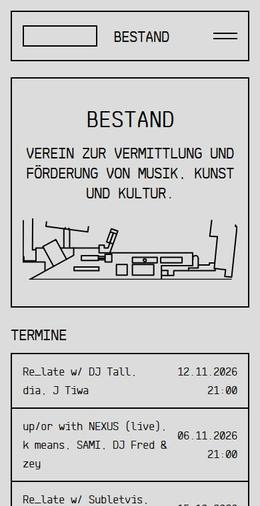 BESTAND
BESTAND
VEREIN ZUR VERMITTLUNG UND
FÖRDERUNG VON MUSIK, KUNST
UND KULTUR.
TERMINE
Re_late w/ DJ Tall, 12.11.2026
dia, J Tiwa 21:00
up/or with NEXUS (live),
k means, SAMI, DJ Fred & 06.11.2026
zey 21:00
Re_late w/ Subletvis,